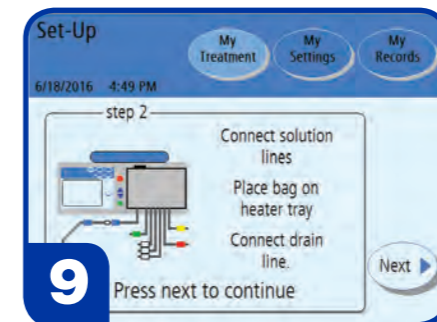 Set-Up
My
Treatment
My
Settings
My
Records
6/18/2016 4:49 PM
step 2
Connect solution
lines
Place bag on
heater tray
Connect drain
line.
Next
9
Press next to continue